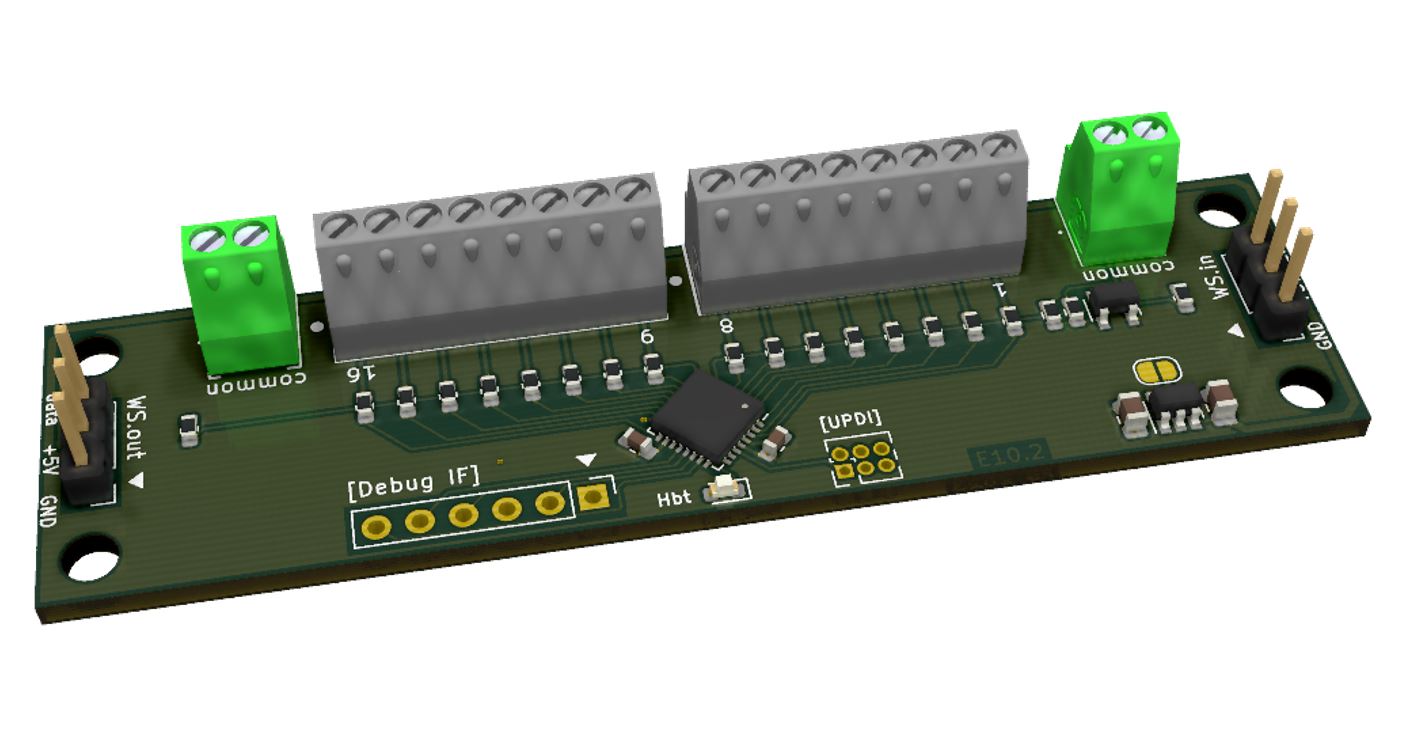 common
WS.in
1
8
9
common
16
GND
WS.out
data +5V GND
[UPDI]
E10.2
[Debug IF]
Hbt